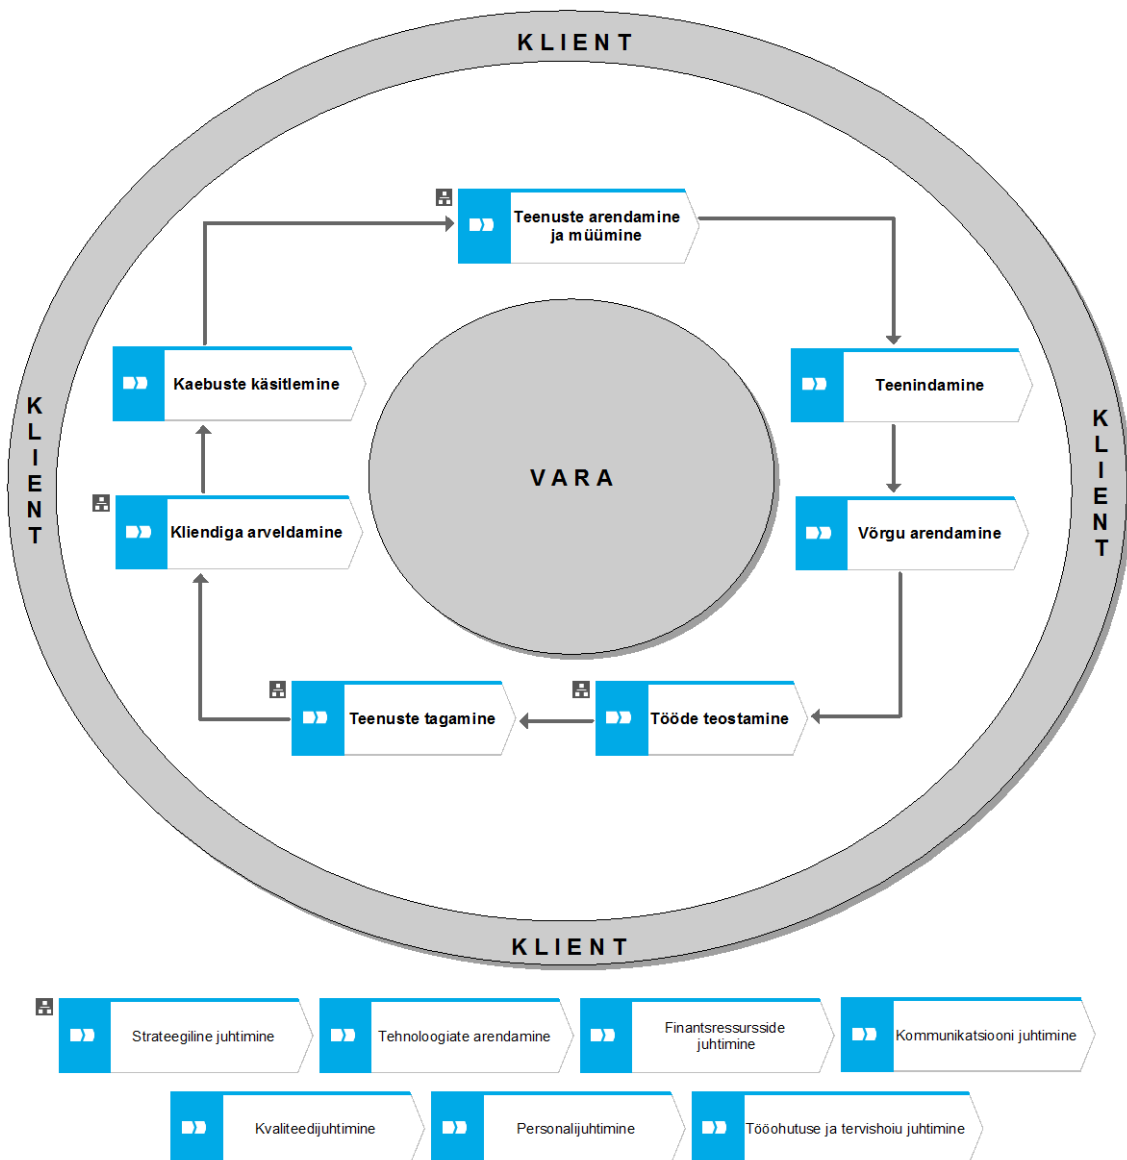 KLIENT
Teenuste arendamine
ja müümine
Kaebuste käsitlemine
Teenindamine
KLIENT
KLIENT
VARA
Kliendiga arveldamine
Võrgu arendamine
Teenuste tagamine
Tööde teostamine
KLIENT
Strateegiline juhtimine
Tehnoloogiate arendamine
Finantsressursside
juhtimine
Kommunikatsiooni juhtimine
Kvaliteedijuhtimine
Personalijuhtimine
Tööohutuse ja tervishoiu juhtimine